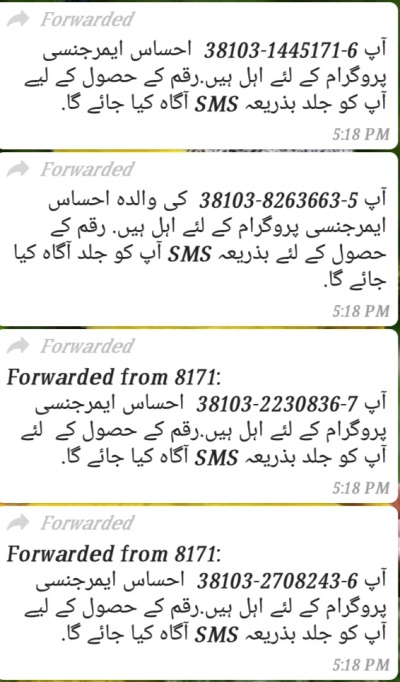 Forwarded
آپ 6-1445171-38103 احساس ایمرجنسی
پروگرام کے لئے اہل ہیں.رقم کے حصول کے لیے
آپ کو جلد بذریعہ SMS آگاہ کیا جائے گا.
5:18 PM
Forwarded
آپ 5-8263663-38103 کی والدہ احساس
ایمرجنسی پروگرام کے لئے اہل ہیں. رقم کے
حصول کے لئے بذریعہ SMS آپ کو جلد آگاہ کیا
جائے گا.
5:18 PM
Forwarded
Forwarded from 8171:
آپ 7-2230836-38103 احساس ایمرجنسی
پروگرام کے لئے اہل ہیں.رقم کے حصول کے لئے
آپ کو جلد بذریعہ SMS آگاہ کیا جائے گا.
5:18 PM
Forwarded
Forwarded from 8171:
آپ 6-2708243-38103 احساس ایمرجنسی
پروگرام کے لئے اہل ہیں.رقم کے حصول کے لیے
آپ کو جلد بذریعہ SMS آگاہ کیا جائے گا.
5:18 PM